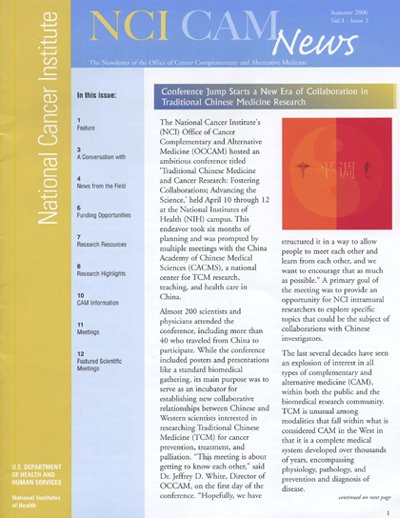 National Cancer Institute
NCI CAM
News
Summer 2006
Vol.1 - Issue 2
The Newsletter of the Office of Cancer Complementary and Alternative Medicine
In this issue:
1
Feature
3
A Conversation with
4
News from the Field
6
Funding Opportunities
7
Research Resources
8
Research Highlights
10
CAM Information
11
Meetings
12
Featured Scientific
Meetings
U.S. DEPARTMENT
OF HEALTH AND
HUMAN SERVICES
National Institutes
of Health
Conference Jump Starts a New Era of Collaboration in
Traditional Chinese Medicine Research
The National Cancer Institute's
(NCI) Office of Cancer
Complementary and Alternative
Medicine (OCCAM) hosted an
ambitious conference titled
"Traditional Chinese Medicine
and Cancer Research: Fostering
Collaborations; Advancing the
Science," held April 10 through 12
at the National Institutes of
Health (NIH) campus. This
endeavor took six months of
planning and was prompted by
multiple meetings with the China
Academy of Chinese Medical
Sciences (CACMS), a national
center for TCM research,
teaching, and health care in
China.
Almost 200 scientists and
physicians attended the
conference, including more than
40 who traveled from China to
participate. While the conference
included posters and presentations
like a standard biomedical
gathering, its main purpose was to
serve as an incubator for
establishing new collaborative
relationships between Chinese and
Western scientists interested in
researching Traditional Chinese
Medicine (TCM) for cancer
prevention, treatment, and
palliation. "This meeting is about
getting to know each other," said
Dr. Jeffrey D. White, Director of
OCCAM, on the first day of the
conference. "Hopefully, we have
平调
structured it in a way to allow
people to meet each other and
learn from each other, and we
want to encourage that as much
as possible." A primary goal of
the meeting was to provide an
opportunity for NCI intramural
researchers to explore specific
topics that could be the subject of
collaborations with Chinese
investigators.
The last several decades have seen
an explosion of interest in all
types of complementary and
alternative medicine (CAM),
within both the public and the
biomedical research community.
TCM is unusual among
modalities that fall within what is
considered CAM in the West in
that it is a complete medical
system developed over thousands
of years, encompassing
physiology, pathology, and
prevention and diagnosis of
disease.
continued on next page
1